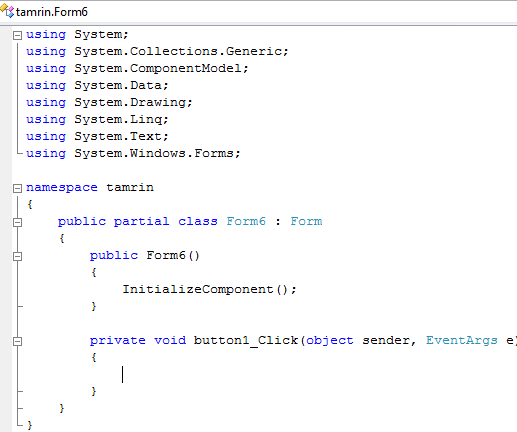 tamrin.Form6
using System;
using System.Collections.Generic;
using System.ComponentModel;
using System.Data;
using System.Drawing;
using System.Linq;
using System.Text;
using System.Windows.Forms;
namespace tamrin
{
public partial class Form6 : Form
{
public Form6()
{
InitializeComponent();
}
private void button1_Click(object sender, EventArgs e)
{
}
}
}